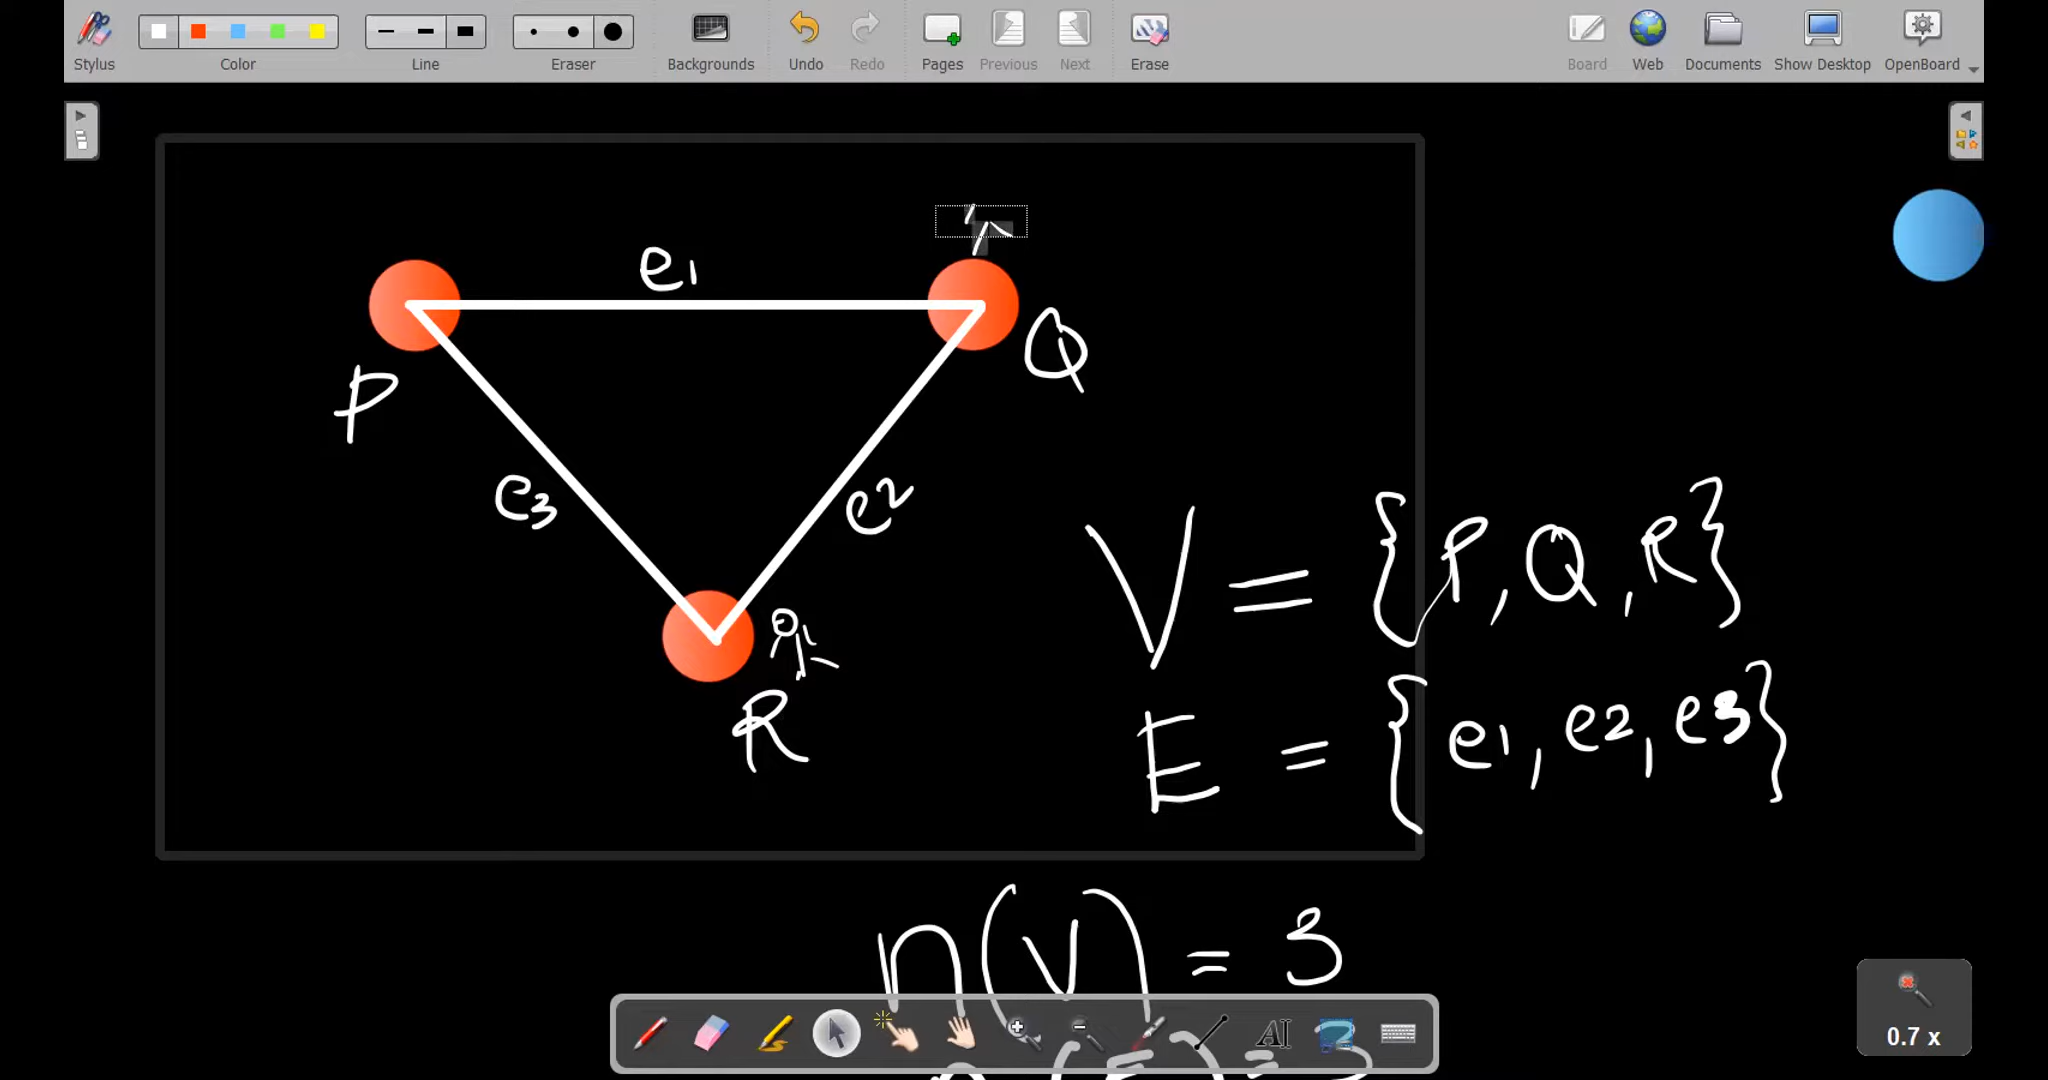 Stylus Color Line Eraser Backgrounds Undo Redo Pages Previous Next Erase Board Web Documents Show Desktop OpenBoard
e1
P
Q
e3
e2
R
V = {P, Q, R}
E = {e1, e2, e3}
n(V) = 3
0.7 x